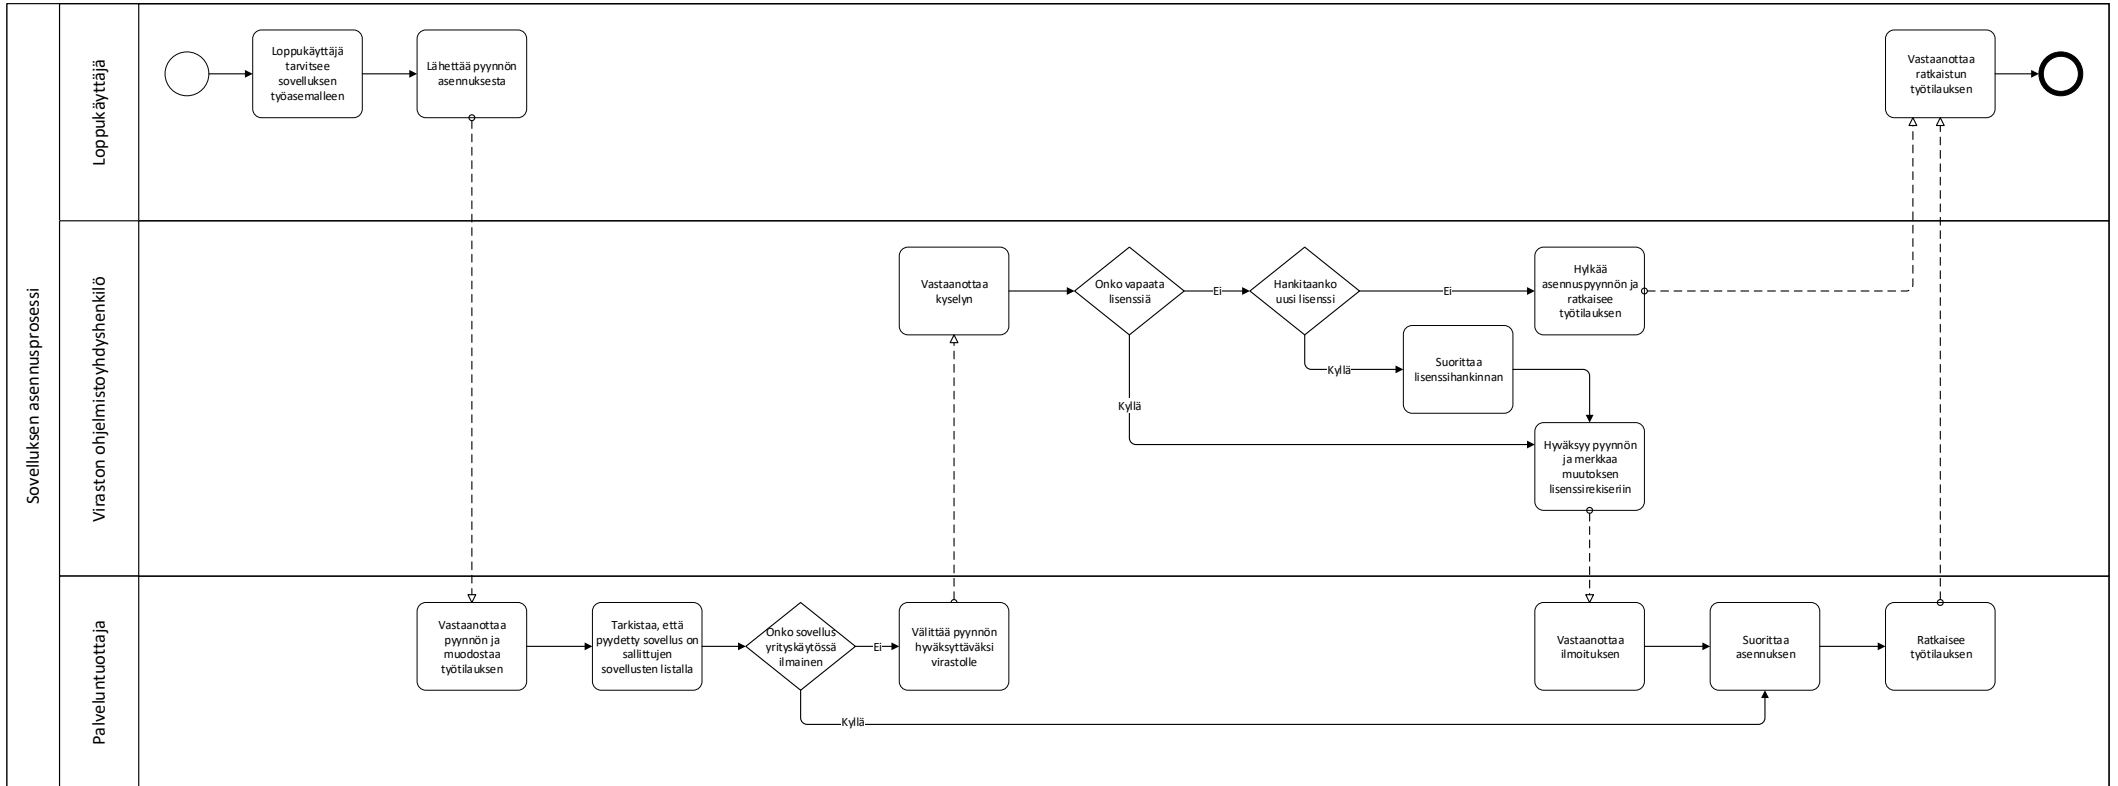 Sovelluksen asennusprosessi
Loppukäyttäjä
Loppukäyttäjä
tarvitsee
sovelluksen
työasemalleen
Lähettää pyynnön
asennuksesta
Vastaanottaa
ratkaistun
työtilauksen
Viraston ohjelmistoyhdyshenkilö
Vastaanottaa
kyselyn
Onko vapaata
lisenssiä
Ei
Kyllä
Hankitaanko
uusi lisenssi
Ei
Kyllä
Hylkää
asennuspyynnön ja
ratkaisee
työtilauksen
Suorittaa
lisenssihankinnan
Hyväksyy pyynnön
ja merkkaa
muutoksen
lisenssirekiseriin
Palveluntuottaja
Vastaanottaa
pyynnön ja
muodostaa
työtilauksen
Tarkistaa, että
pyydetty sovellus on
sallittujen
sovellusten listalla
Onko sovellus
yrityskäytössä
ilmainen
Ei
Kyllä
Välittää pyynnön
hyväksyttäväksi
virastolle
Vastaanottaa
ilmoituksen
Suorittaa
asennuksen
Ratkaisee
työtilauksen